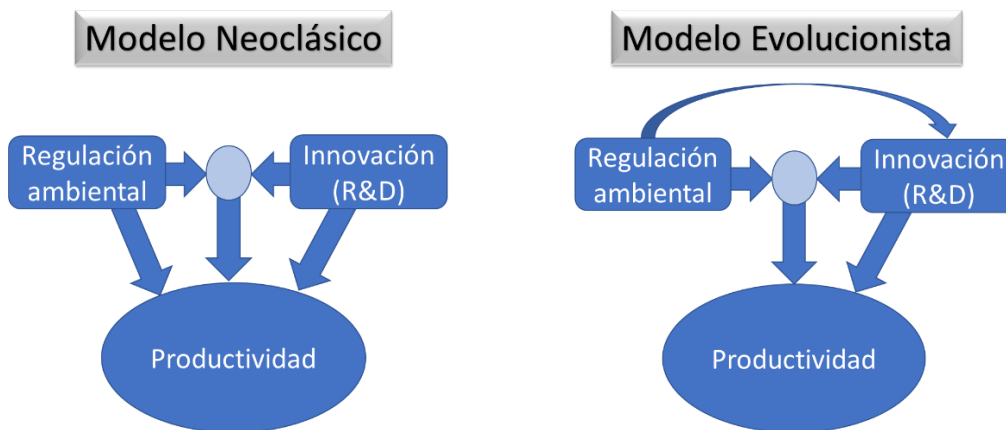 Modelo Neoclásico
Regulación
ambiental
Innovación
(R&D)
Productividad
Modelo Evolucionista
Regulación
ambiental
Innovación
(R&D)
Productividad